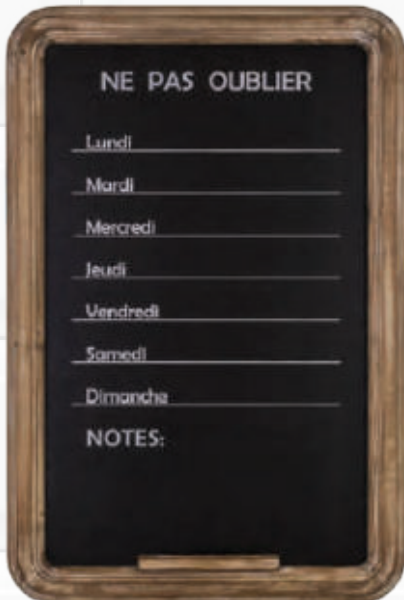 NE PAS OUBLIER
Lundi
Mardi
Mercredi
Jeudi
Vendredi
Samedi
Dimanche
NOTES: